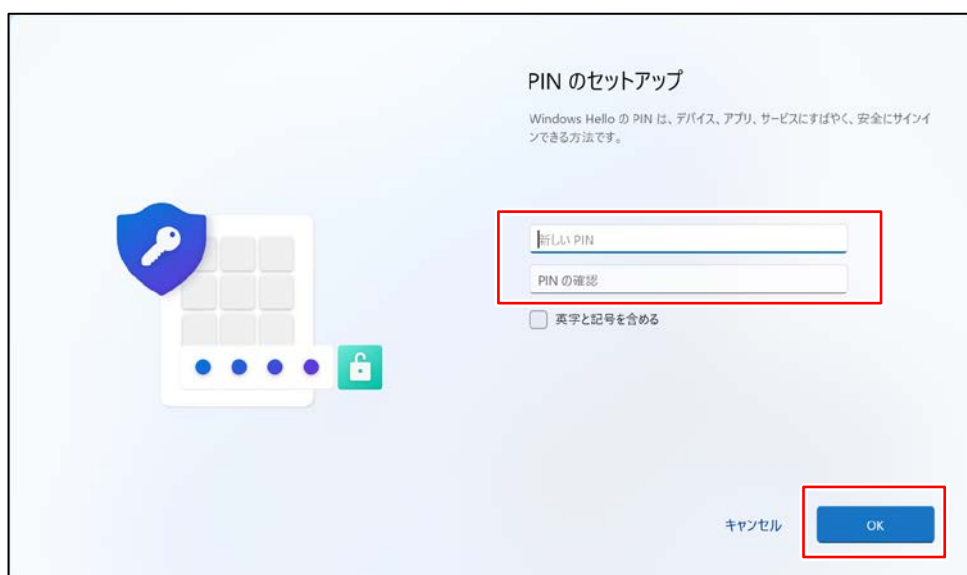 PIN のセットアップ
Windows Hello の PIN は、デバイス、アプリ、サービスにすばやく、安全にサインイ
ンできる方法です。
新しい PIN
PIN の確認
英字と記号を含める
キャンセル
OK